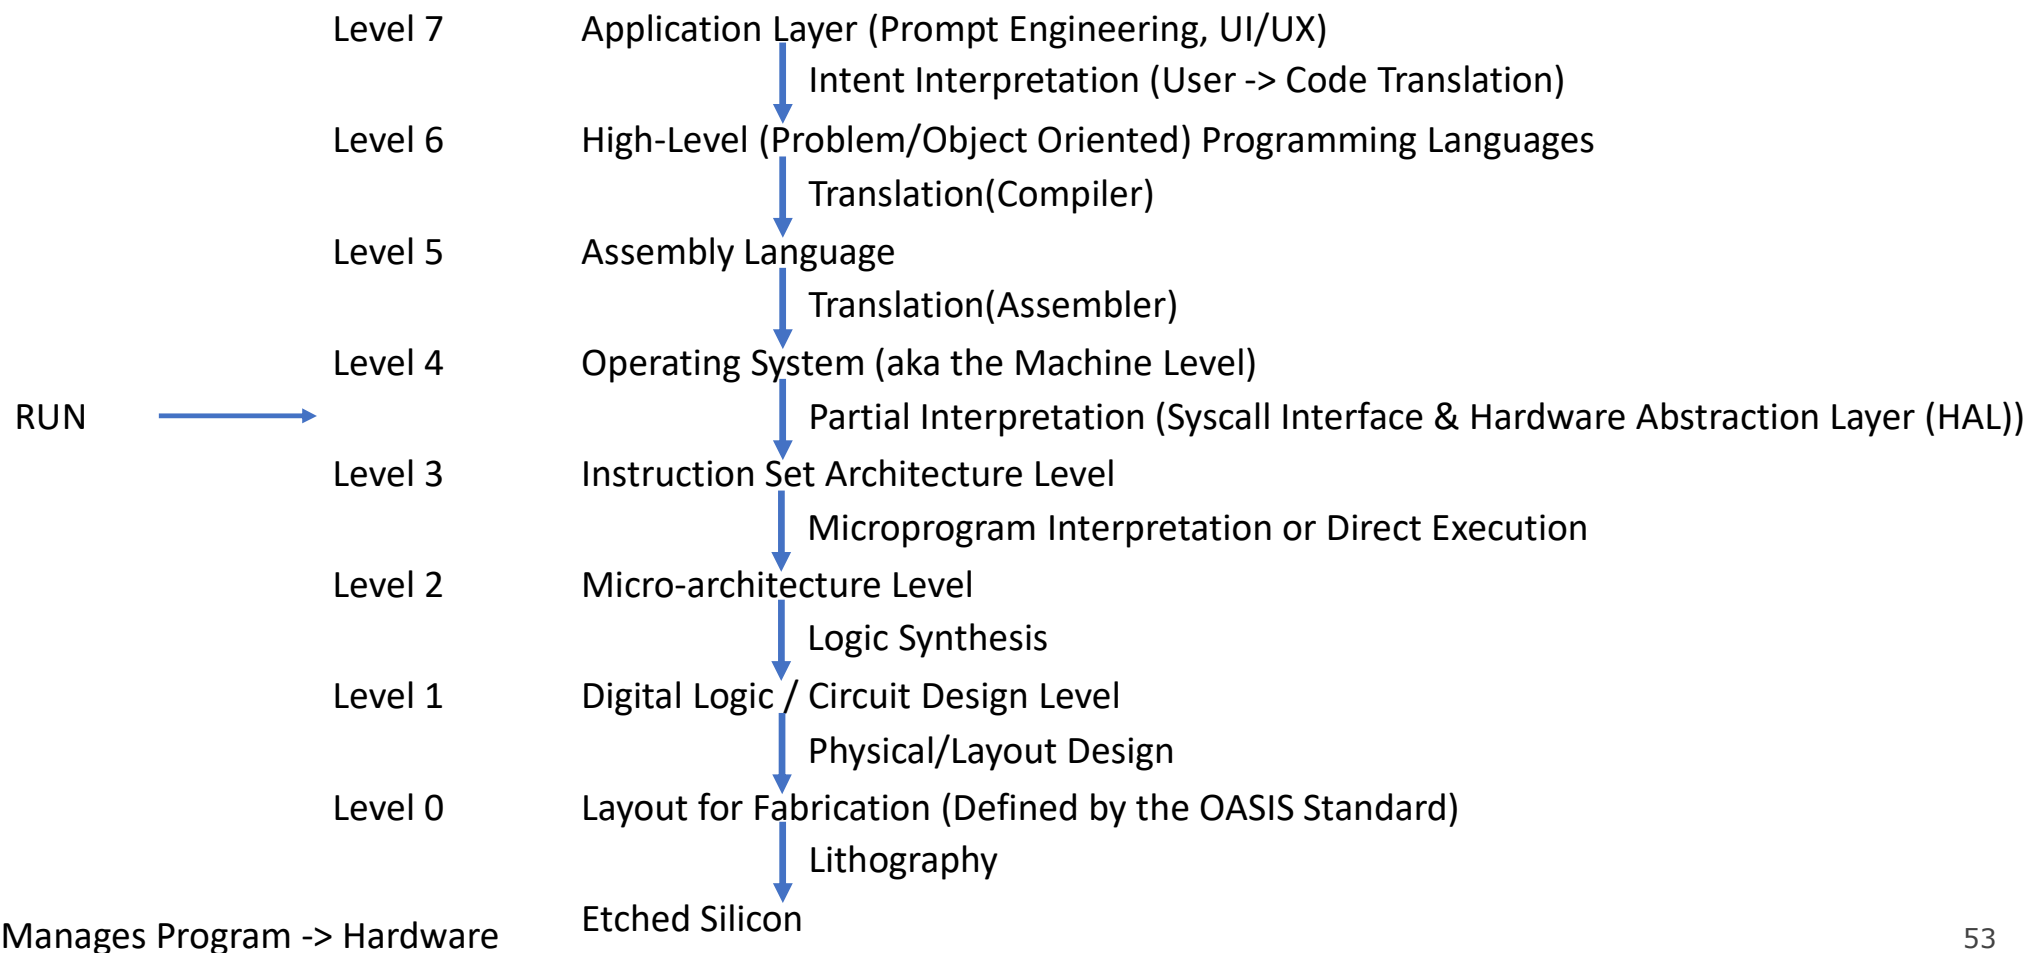 Level 7 Application Layer (Prompt Engineering, UI/UX)
Intent Interpretation (User -> Code Translation)
Level 6 High-Level (Problem/Object Oriented) Programming Languages
Translation(Compiler)
Level 5 Assembly Language
Translation(Assembler)
Level 4 Operating System (aka the Machine Level)
RUN Partial Interpretation (Syscall Interface & Hardware Abstraction Layer (HAL))
Level 3 Instruction Set Architecture Level
Microprogram Interpretation or Direct Execution
Level 2 Micro-architecture Level
Logic Synthesis
Level 1 Digital Logic / Circuit Design Level
Physical/Layout Design
Level 0 Layout for Fabrication (Defined by the OASIS Standard)
Lithography
Etched Silicon
Manages Program -> Hardware
53